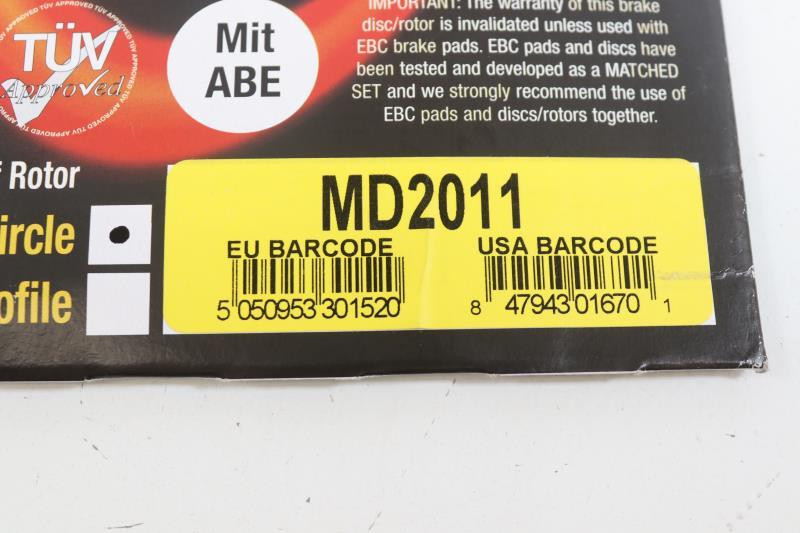 TÜV
Approved
TÜV APPROVED
Mit
ABE
IMPORTANT: The warranty of this brake
disc/rotor is invalidated unless used with
EBC brake pads. EBC pads and discs have
been tested and developed as a MATCHED
SET and we strongly recommend the use of
EBC pads and discs/rotors together.
f Rotor
ircle
ofile
MD2011
EU BARCODE
5 050953 301520
USA BARCODE
8 47943 01670 1